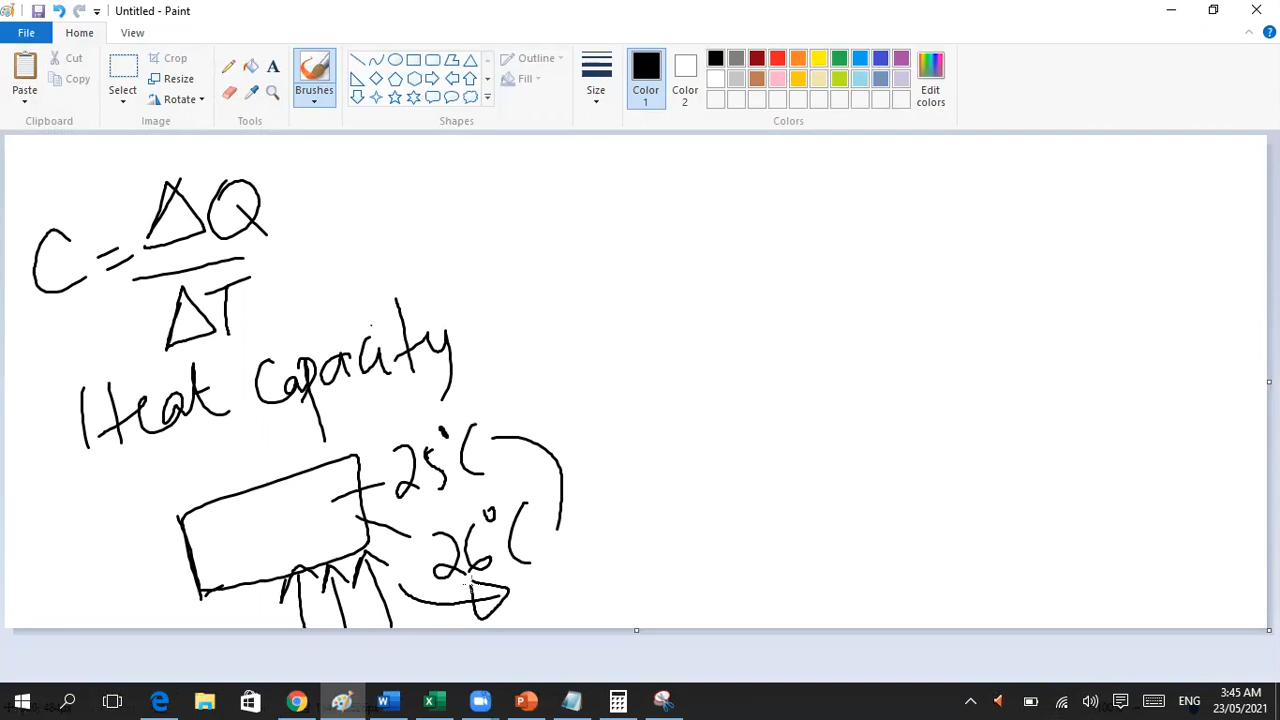 Untitled - Paint
File Home View
Paste
Cut
Copy
Clipboard
Select
Crop
Resize
Rotate
Image
Tools
Brushes
Shapes
Outline
Fill
Size
Color 1
Color 2
Edit colors
Colors
C = ΔQ
ΔT
Heat Capacity
25°C
26°C
ENG
3:45 AM
23/05/2021